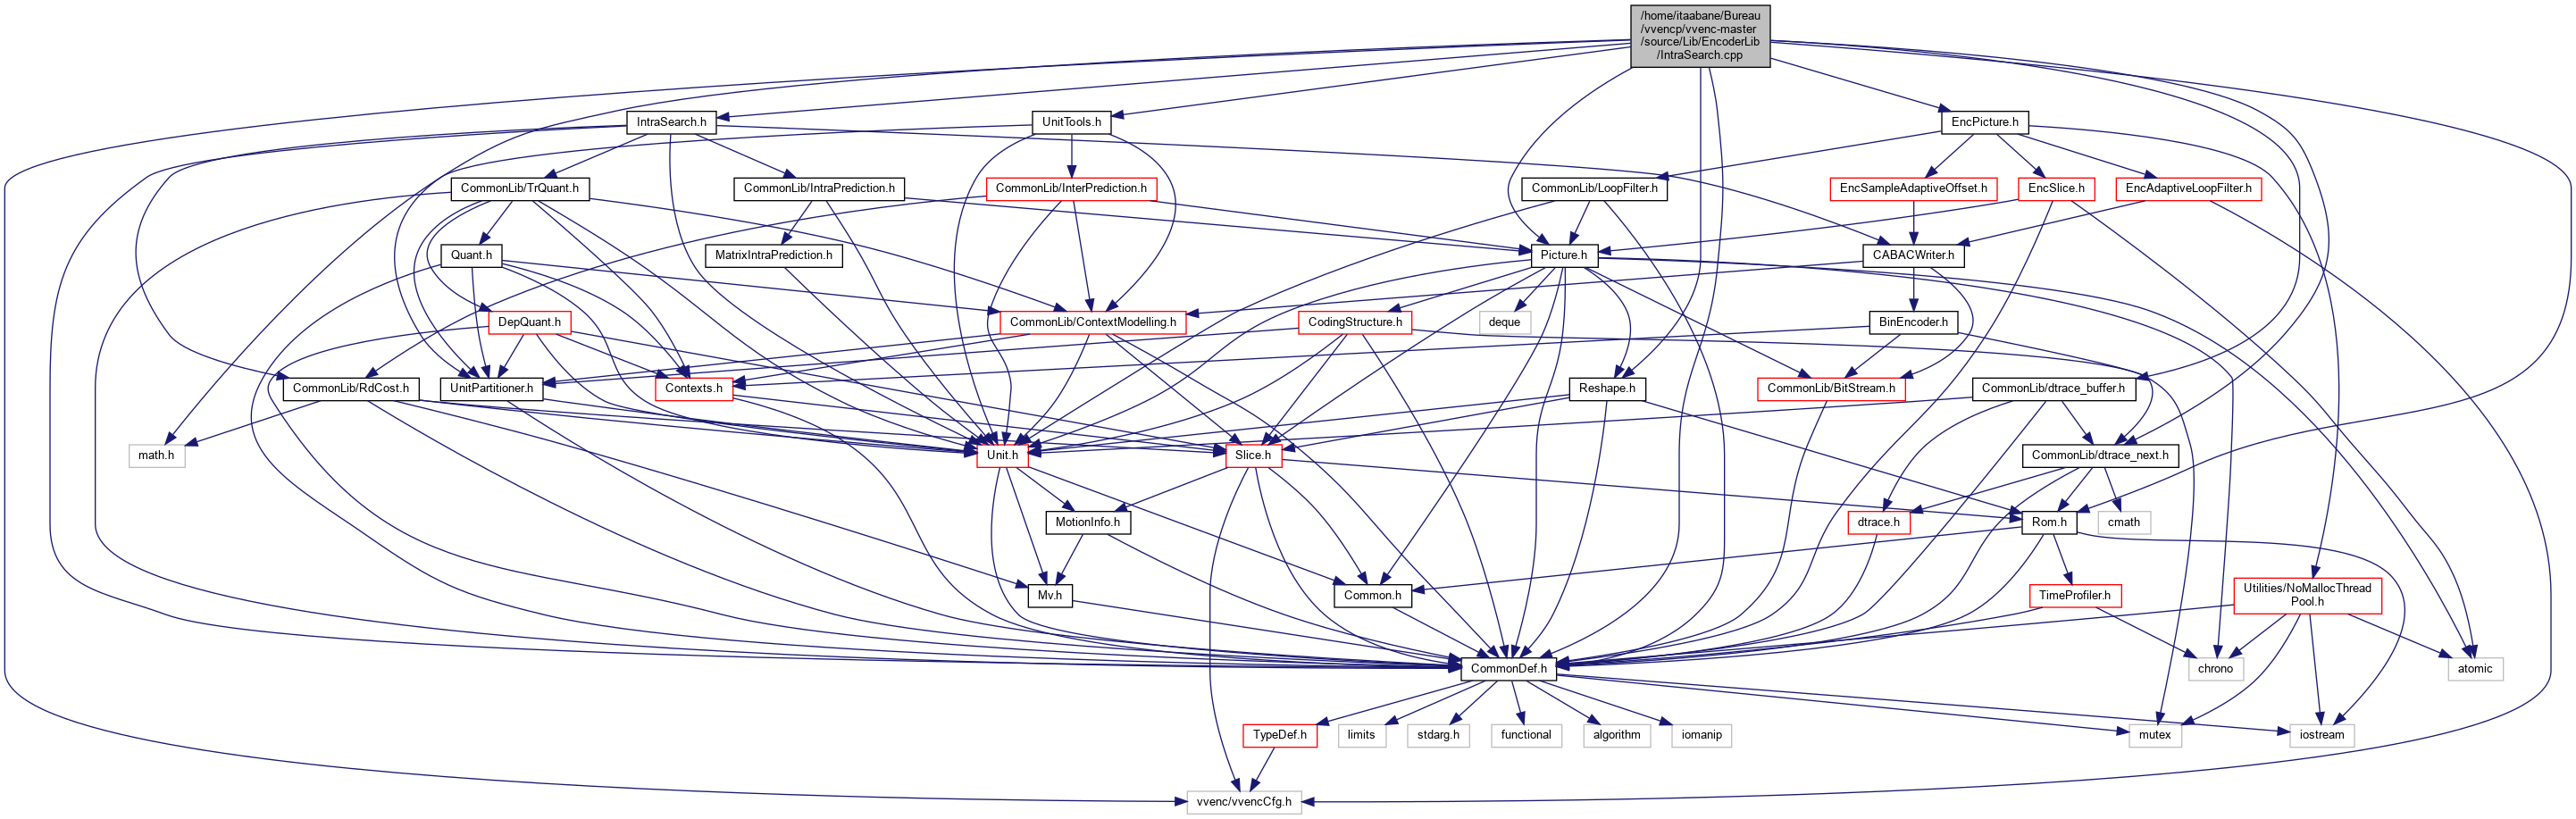 /home/itaabane/Bureau
/vvencp/vvenc-master
/source/Lib/EncoderLib
/IntraSearch.cpp
IntraSearch.h
UnitTools.h
EncPicture.h
CommonLib/TrQuant.h
CommonLib/IntraPrediction.h
CommonLib/InterPrediction.h
CommonLib/LoopFilter.h
EncSampleAdaptiveOffset.h
EncSlice.h
EncAdaptiveLoopFilter.h
Quant.h
MatrixIntraPrediction.h
Picture.h
CABACWriter.h
DepQuant.h
CommonLib/ContextModelling.h
deque
CodingStructure.h
BinEncoder.h
CommonLib/RdCost.h
UnitPartitioner.h
Contexts.h
Reshape.h
CommonLib/BitStream.h
CommonLib/dtrace_buffer.h
math.h
Unit.h
Slice.h
CommonLib/dtrace_next.h
MotionInfo.h
dtrace.h
Rom.h
cmath
Mv.h
Common.h
TimeProfiler.h
Utilities/NoMallocThread
Pool.h
CommonDef.h
chrono
atomic
TypeDef.h
limits
stdarg.h
functional
algorithm
iomanip
mutex
iostream
vvenc/vvencCfg.h